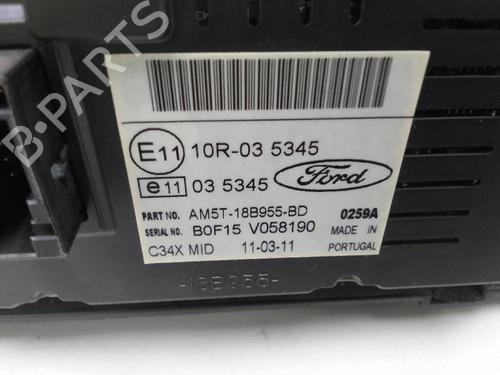 B-PARTS
E11 10R-03 5345
e11 03 5345 Ford
PART NO. AM5T-18B955-BD 0259A
SERIAL NO. B0F15 V058190 MADE IN
C34X MID 11-03-11 PORTUGAL
-18B955-